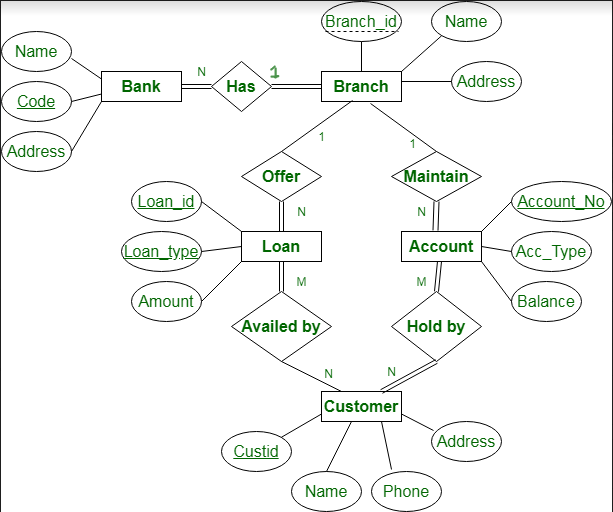 Branch_id
Name
Name
N
Has
1
Bank
Branch
Address
Code
Address
1
1
Offer
Maintain
Loan_id
N
N
Account_No
Loan_type
Loan
Account
Acc_Type
M
M
Amount
Balance
Availed by
Hold by
N
N
Customer
Custid
Address
Name
Phone